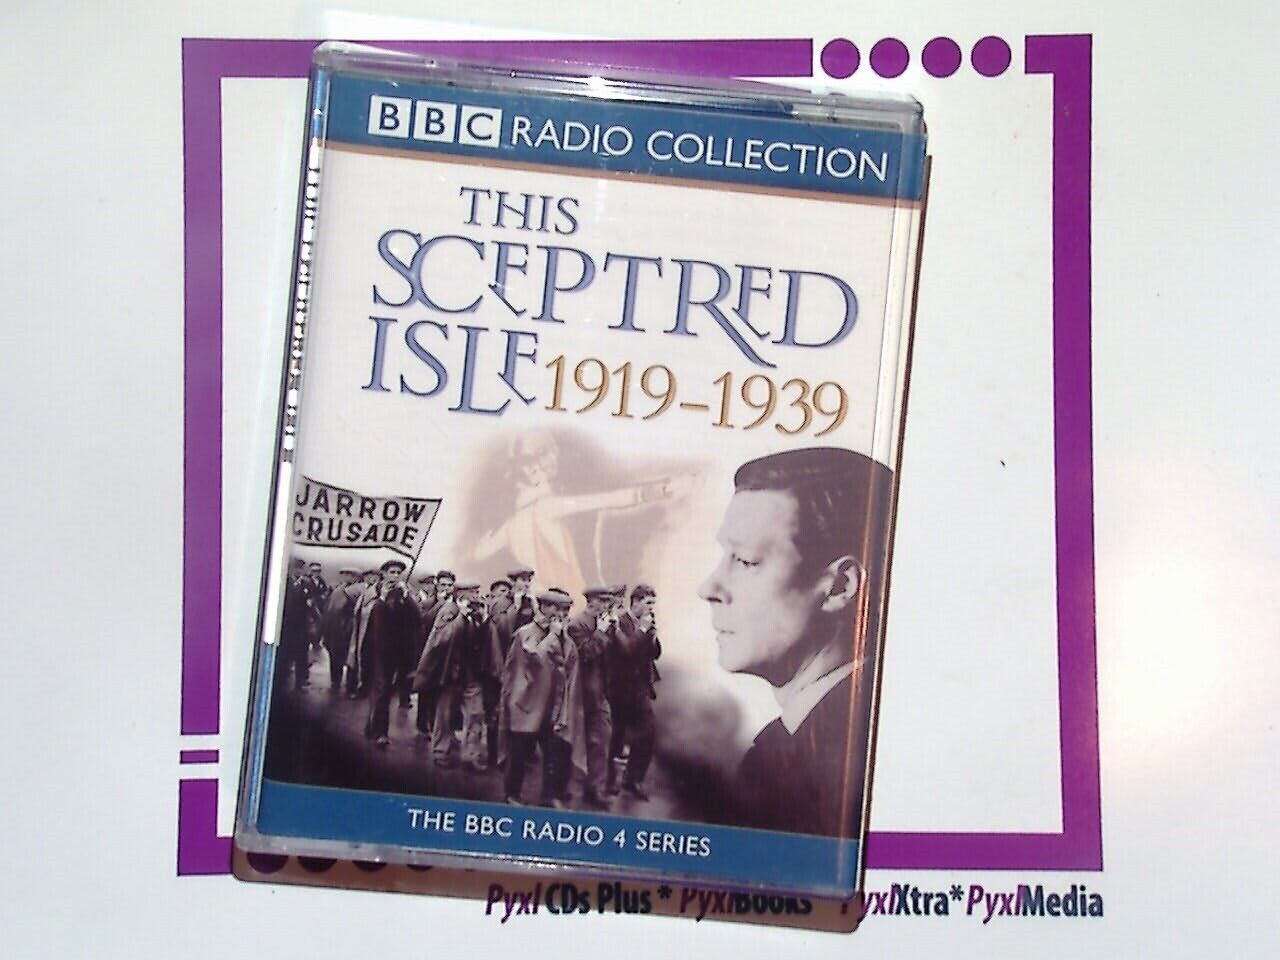 BBC RADIO COLLECTION
THIS
SCEPTRED
ISLE 1919-1939
JARROW
CRUSADE
THE BBC RADIO 4 SERIES
Pyxl CDs Plus * PyxlBooks PyxlXtra* PyxlMedia